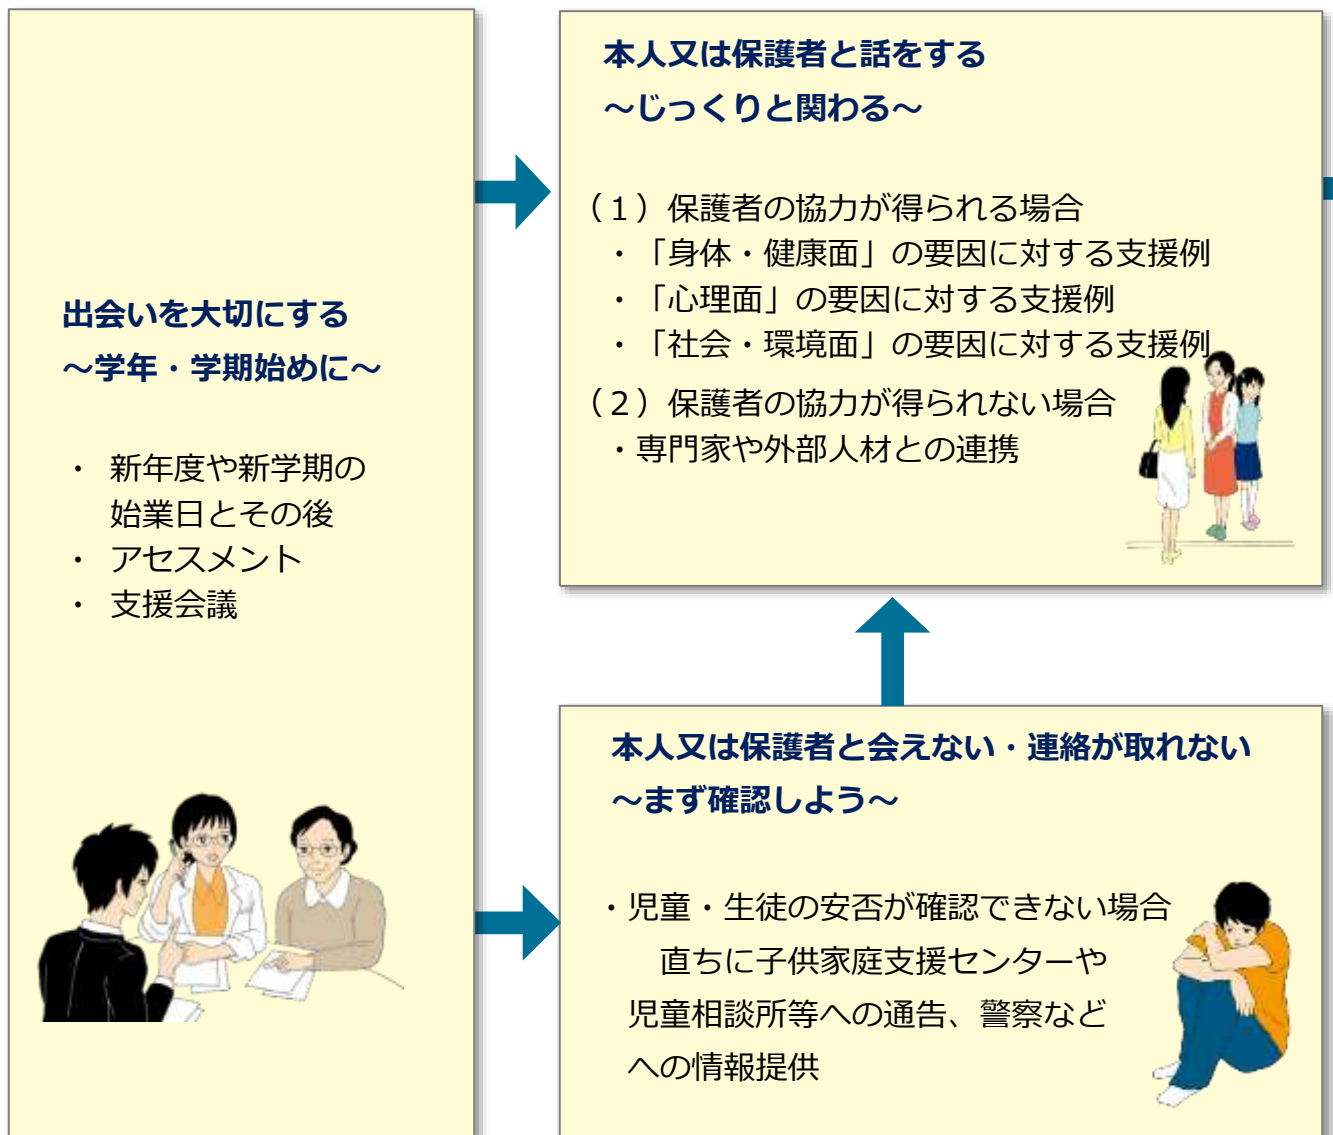 出会いを大切にする
~学年・学期始めに~
・ 新年度や新学期の
始業日とその後
・ アセスメント
・ 支援会議
本人又は保護者と話をする
~じっくりと関わる~
(1)保護者の協力が得られる場合
・「身体・健康面」の要因に対する支援例
・「心理面」の要因に対する支援例
・「社会・環境面」の要因に対する支援例
(2)保護者の協力が得られない場合
・専門家や外部人材との連携
本人又は保護者と会えない・連絡が取れない
~まず確認しよう~
・児童・生徒の安否が確認できない場合
直ちに子供家庭支援センターや
児童相談所等への通告、警察など
への情報提供